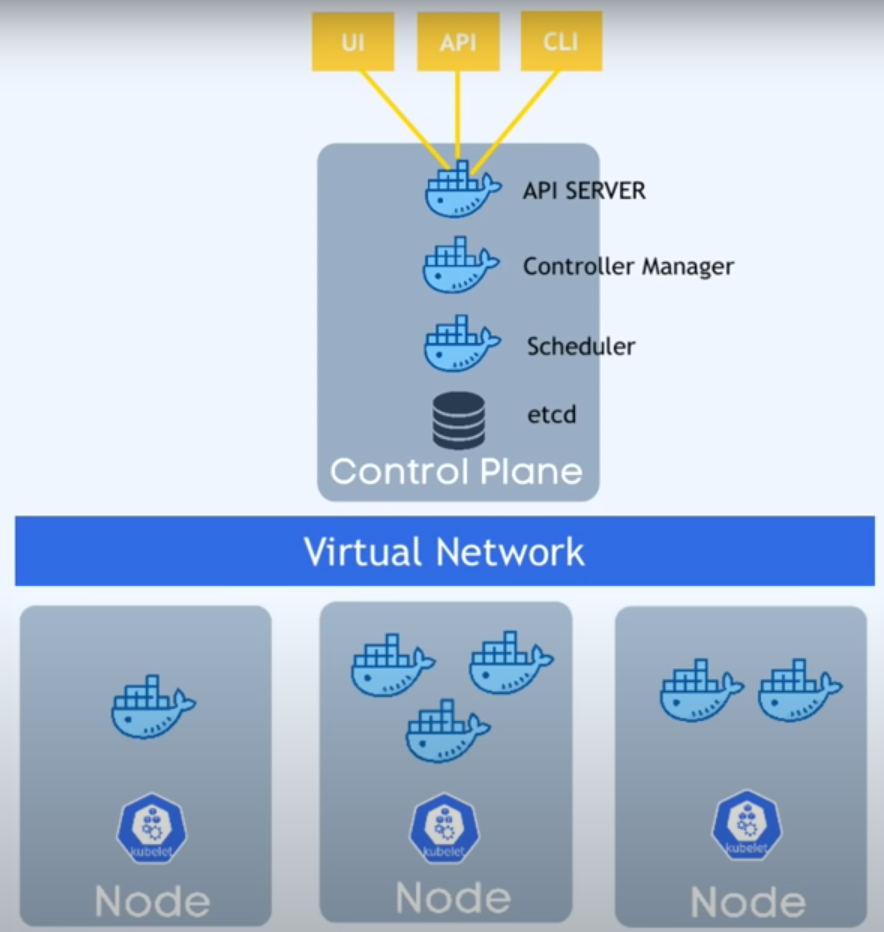 UI
API
CLI
API SERVER
Controller Manager
Scheduler
etcd
Control Plane
Virtual Network
kubelet
kubelet
kubelet
Node
Node
Node